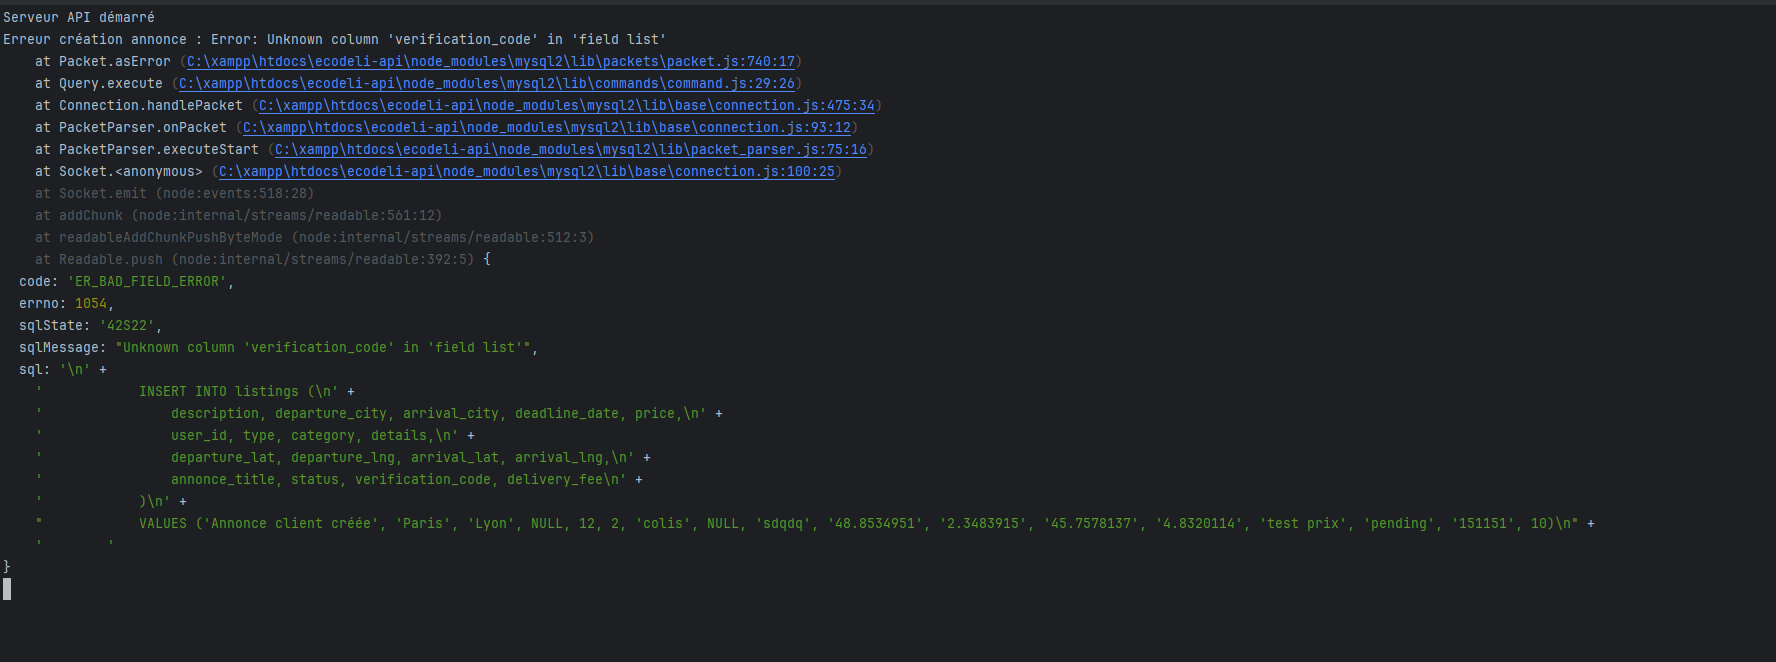 Serveur API démarré
Erreur création annonce : Error: Unknown column 'verification_code' in 'field list'
    at Packet.asError (C:\xampp\htdocs\ecodeli-api\node_modules\mysql2\lib\packets\packet.js:740:17)
    at Query.execute (C:\xampp\htdocs\ecodeli-api\node_modules\mysql2\lib\commands\command.js:29:26)
    at Connection.handlePacket (C:\xampp\htdocs\ecodeli-api\node_modules\mysql2\lib\base\connection.js:475:34)
    at PacketParser.onPacket (C:\xampp\htdocs\ecodeli-api\node_modules\mysql2\lib\base\connection.js:93:12)
    at PacketParser.executeStart (C:\xampp\htdocs\ecodeli-api\node_modules\mysql2\lib\packet_parser.js:75:16)
    at Socket.<anonymous> (C:\xampp\htdocs\ecodeli-api\node_modules\mysql2\lib\base\connection.js:100:25)
    at Socket.emit (node:events:518:28)
    at addChunk (node:internal/streams/readable:561:12)
    at readableAddChunkPushByteMode (node:internal/streams/readable:512:3)
    at Readable.push (node:internal/streams/readable:392:5) {
  code: 'ER_BAD_FIELD_ERROR',
  errno: 1054,
  sqlState: '42S22',
  sqlMessage: "Unknown column 'verification_code' in 'field list'",
  sql: '\n' +
    '            INSERT INTO listings (\n' +
    '                description, departure_city, arrival_city, deadline_date, price,\n' +
    '                user_id, type, category, details,\n' +
    '                departure_lat, departure_lng, arrival_lat, arrival_lng,\n' +
    '                annonce_title, status, verification_code, delivery_fee\n' +
    '            )\n' +
    "            VALUES ('Annonce client créée', 'Paris', 'Lyon', NULL, 12, 2, 'colis', NULL, 'sdqdq', '48.8534951', '2.3483915', '45.7578137', '4.8320114', 'test prix', 'pending', '151151', 10)\n" +
    '        '
}